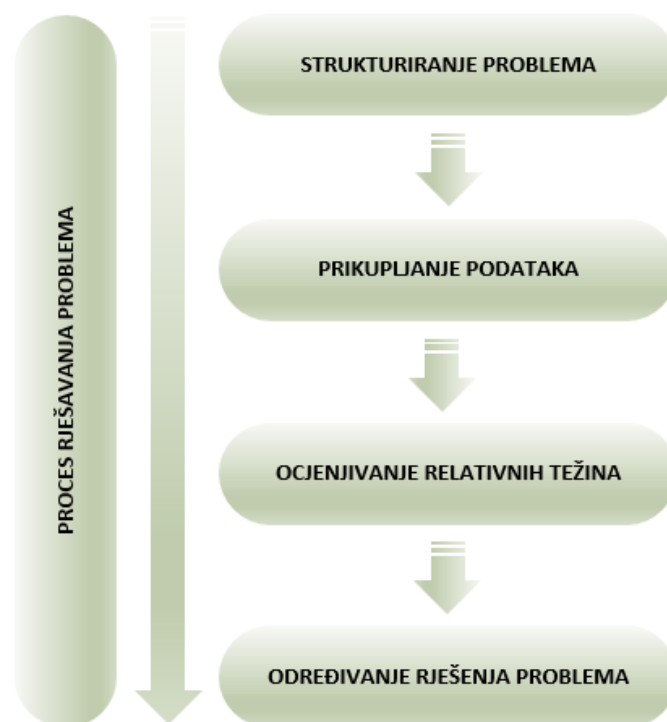 PROCES RJEŠAVANJA PROBLEMA
STRUKTURIRANJE PROBLEMA
PRIKUPLJANJE PODATAKA
OCJENJIVANJE RELATIVNIH TEŽINA
ODREĐIVANJE RJEŠENJA PROBLEMA